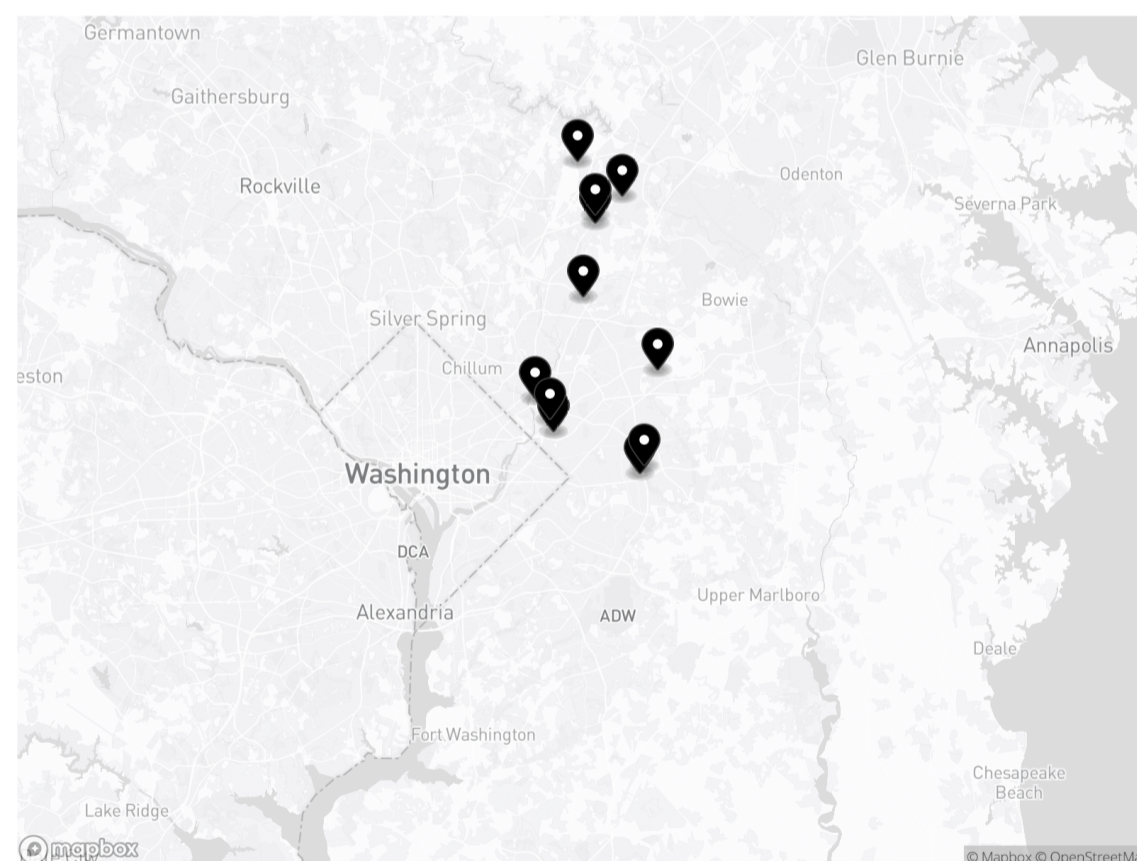 Germantown
Glen Burnie
Gaithersburg
Odenton
Rockville
Severna Park
Bowie
Silver Spring
Annapolis
Chillum
eston
Washington
DCA
Upper Marlboro
Alexandria
ADW
Deale
Fort Washington
Chesapeake
Beach
Lake Ridge
mapbox
© Mapbox © OpenStreetM